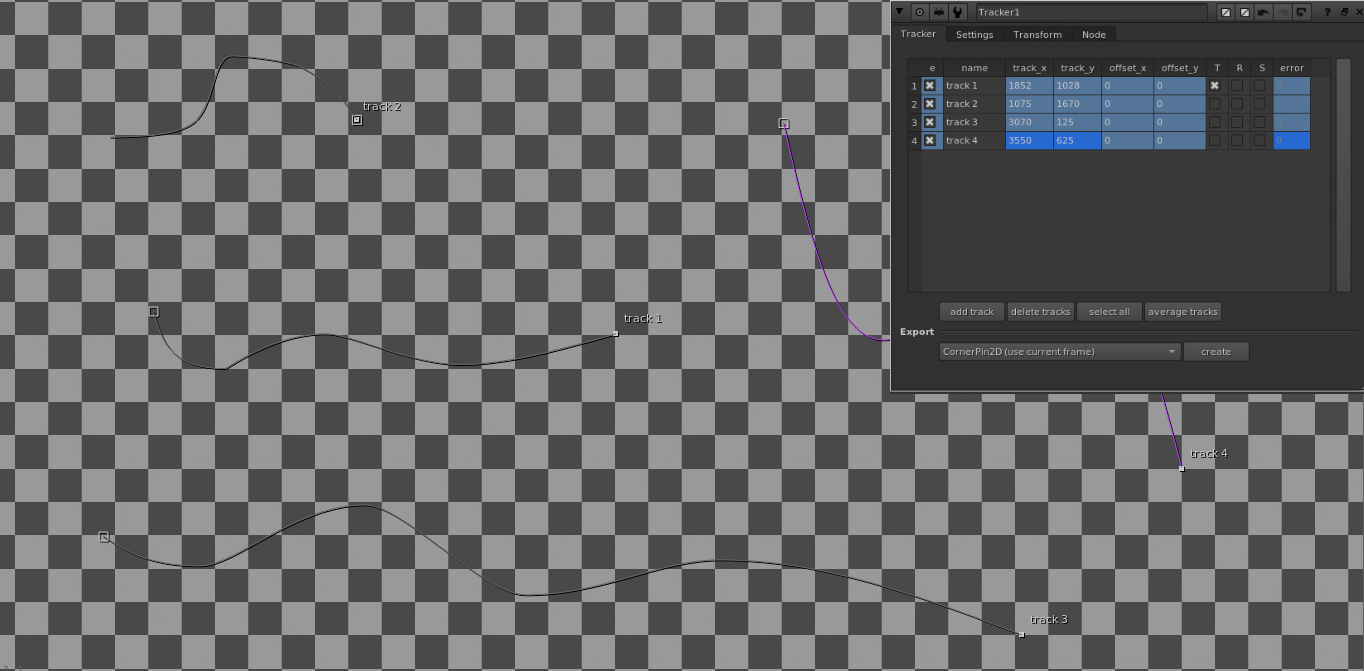 Tracker1
?
Tracker Settings Transform Node
e name track_x track_y offset_x offset_y T R S error
1 track 1 1852 1028 0 0 0
2 track 2 1075 1670 0 0 0
3 track 3 3070 125 0 0 0
4 track 4 3550 625 0 0 0
add track delete tracks select all average tracks
Export
CornerPin2D (use current frame) create
track 2
track 1
track 4
track 3